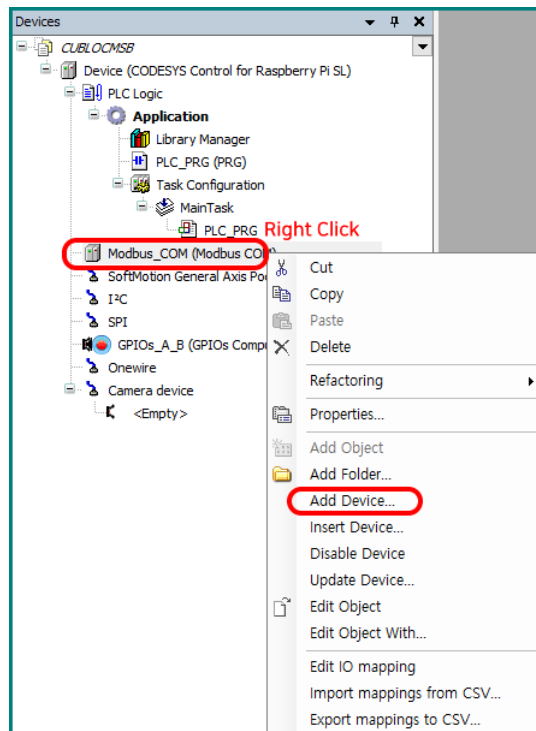 Devices
CUBLOCMSB
Device (CODESYS Control for Raspberry Pi SL)
PLC Logic
Application
Library Manager
PLC_PRG (PRG)
Task Configuration
MainTask
PLC_PRG
Right Click
Modbus_COM (Modbus COM)
SoftMotion General Axis Poo
I²C
SPI
GPIOs_A_B (GPIOs Compu
Onewire
Camera device
<Empty>
Cut
Copy
Paste
Delete
Refactoring
Properties...
Add Object
Add Folder...
Add Device...
Insert Device...
Disable Device
Update Device...
Edit Object
Edit Object With...
Edit IO mapping
Import mappings from CSV...
Export mappings to CSV...